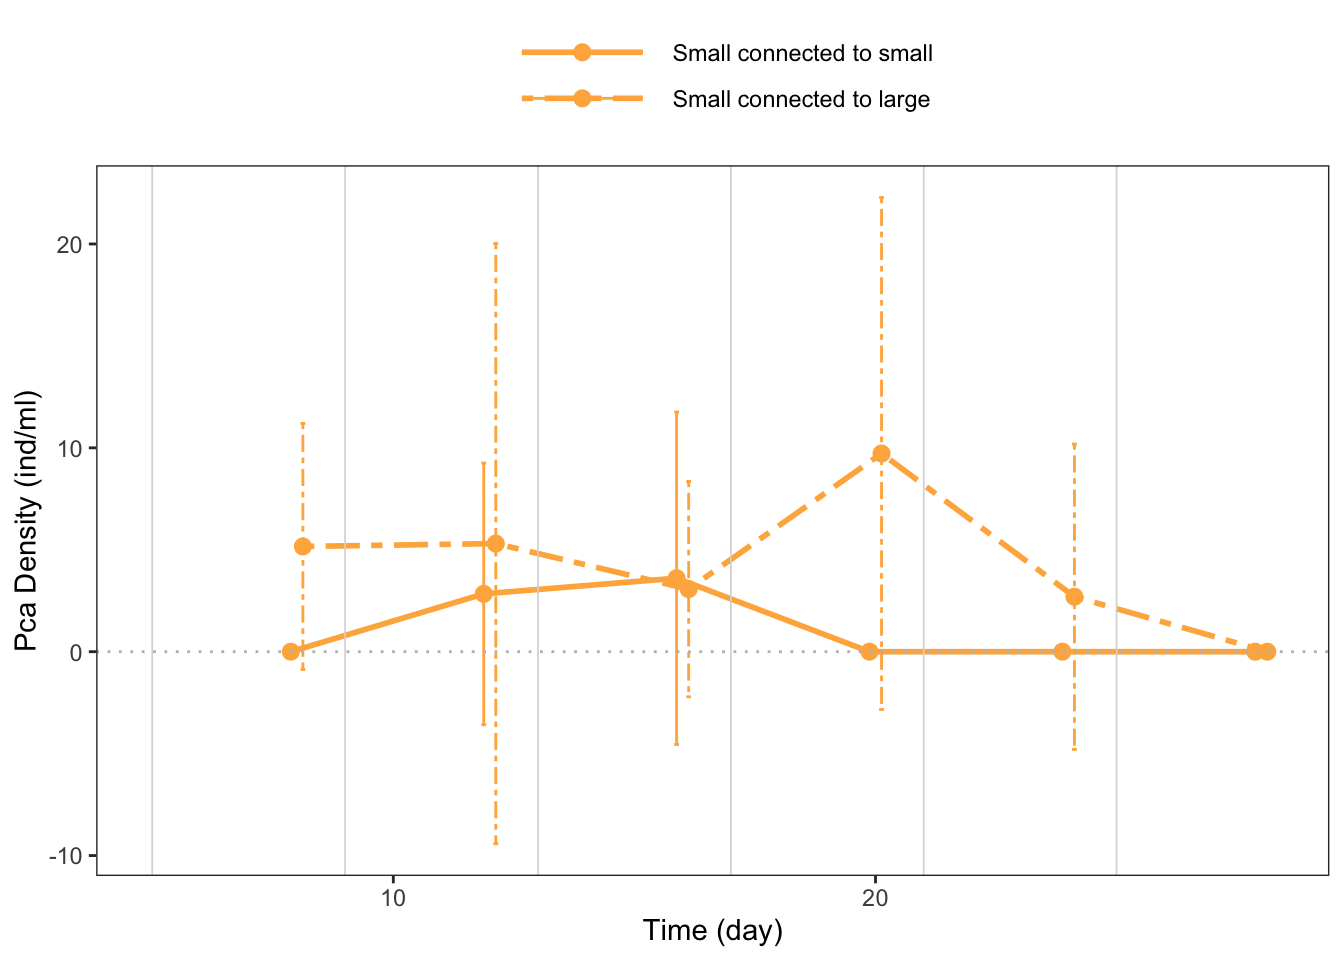 Small connected to small
Small connected to large
Pca Density (ind/ml)
20
10
0
-10
10
20
Time (day)